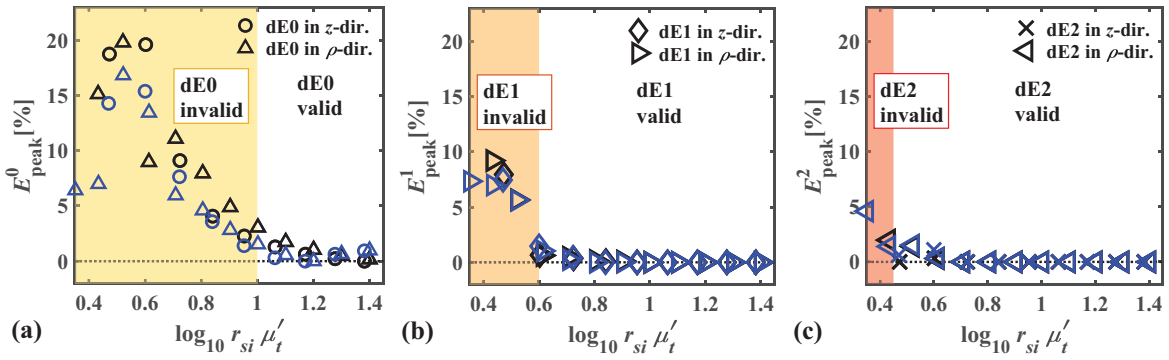 E⁰peak[%]
20
15
10
5
0
○ dE0 in z-dir.
△ dE0 in ρ-dir.
dE0
invalid
dE0
valid
0.4 0.6 0.8 1 1.2 1.4
(a)
log₁₀ rₛᵢ μ′ₜ
E¹peak[%]
20
15
10
5
0
◇ dE1 in z-dir.
▷ dE1 in ρ-dir.
dE1
invalid
dE1
valid
0.4 0.6 0.8 1 1.2 1.4
(b)
log₁₀ rₛᵢ μ′ₜ
E²peak[%]
20
15
10
5
0
× dE2 in z-dir.
◁ dE2 in ρ-dir.
dE2
invalid
dE2
valid
0.4 0.6 0.8 1 1.2 1.4
(c)
log₁₀ rₛᵢ μ′ₜ